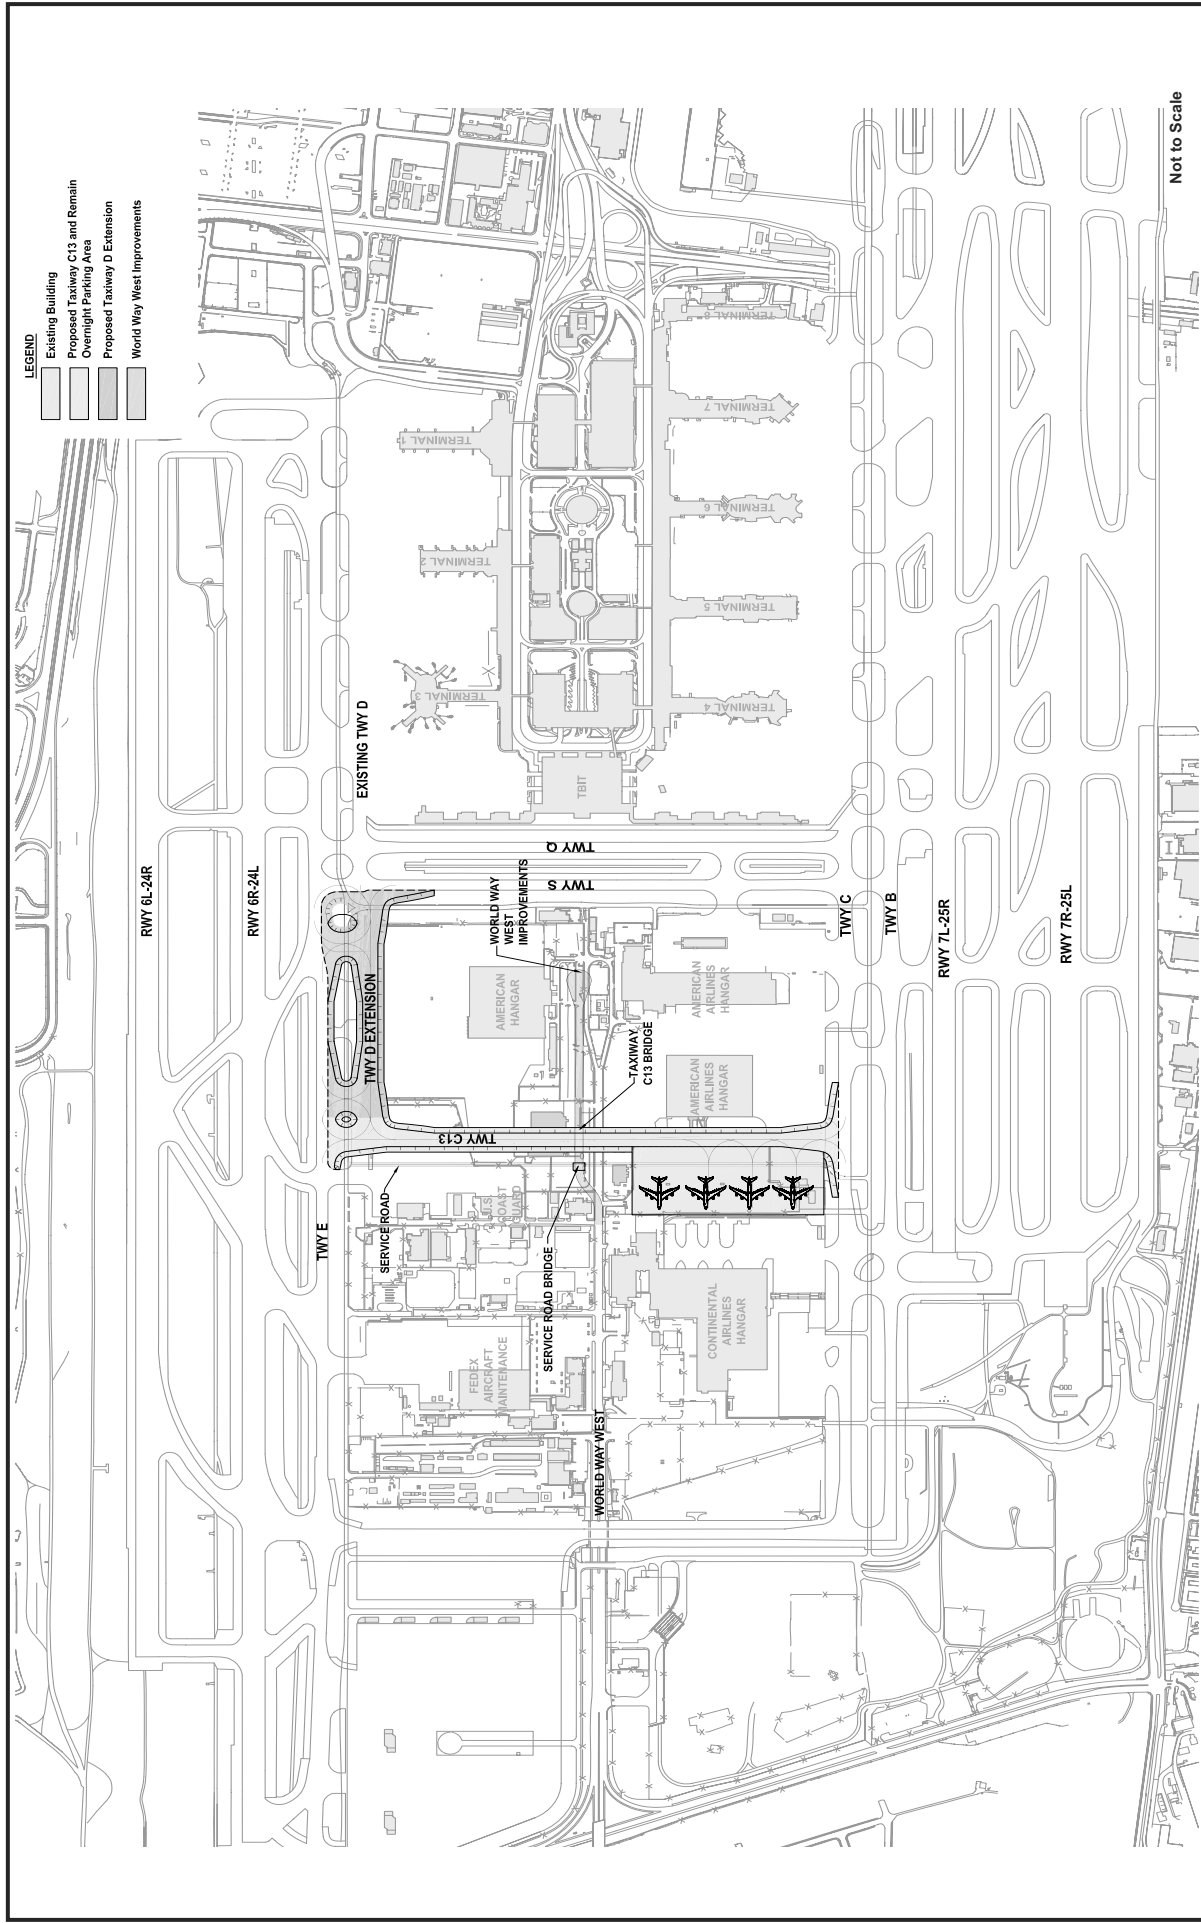 LEGEND
Existing Building
Proposed Taxiway C13 and Remain
Overnight Parking Area
Proposed Taxiway D Extension
World Way West Improvements
Not to Scale
RWY 6L-24R
RWY 6R-24L
EXISTING TWY D
TWY E
TWY D EXTENSION
SERVICE ROAD
TWY C13
TWY Q
TWY S
WORLD WAY
WEST
IMPROVEMENTS
TAXIWAY
C13 BRIDGE
SERVICE ROAD BRIDGE
WORLD WAY WEST
TWY C
TWY B
RWY 7L-25R
RWY 7R-25L
TERMINAL 1
TERMINAL 2
TERMINAL 3
TBIT
TERMINAL 4
TERMINAL 5
TERMINAL 6
TERMINAL 7
TERMINAL 8
AMERICAN
HANGAR
AMERICAN
AIRLINES
HANGAR
AMERICAN
AIRLINES
HANGAR
U.S.
COAST
GUARD
FEDEX
AIRCRAFT
MAINTENANCE
CONTINENTAL
AIRLINES
HANGAR